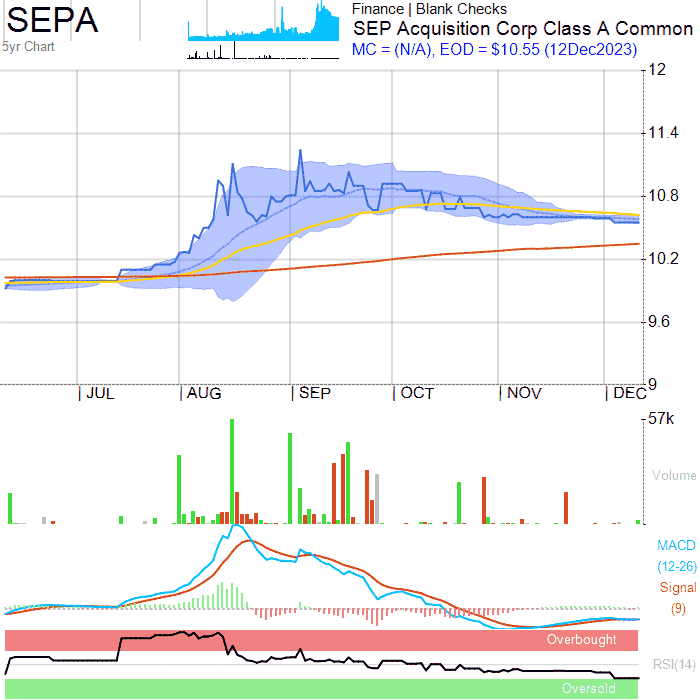 SEPA
5yr Chart
Finance | Blank Checks
SEP Acquisition Corp Class A Common
MC = (N/A), EOD = $10.55 (12Dec2023)
12
11.4
10.8
10.2
9.6
9
JUL
AUG
SEP
OCT
NOV
DEC
57k
Volume
MACD
(12-26)
Signal
(9)
Overbought
RSI(14)
Oversold